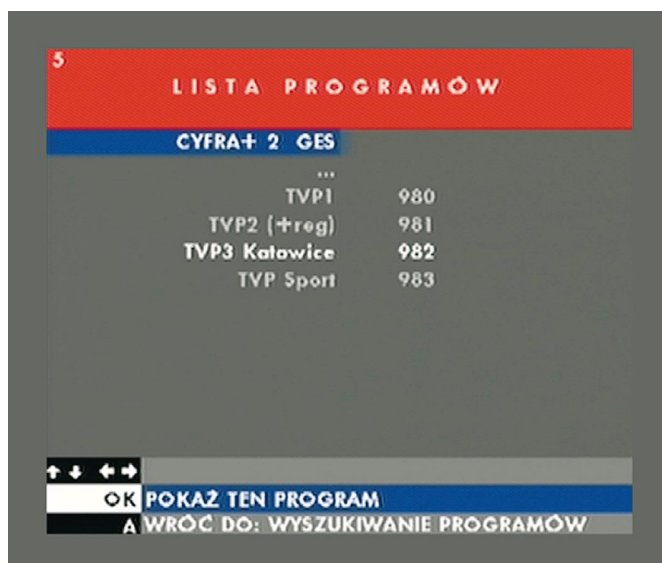 5
LISTA PROGRAMÓW
CYFRA+ 2 GES
...
TVP1 980
TVP2 (+reg) 981
TVP3 Katowice 982
TVP Sport 983
OK POKAŻ TEN PROGRAM
A WRÓĆ DO: WYSZUKIWANIE PROGRAMÓW